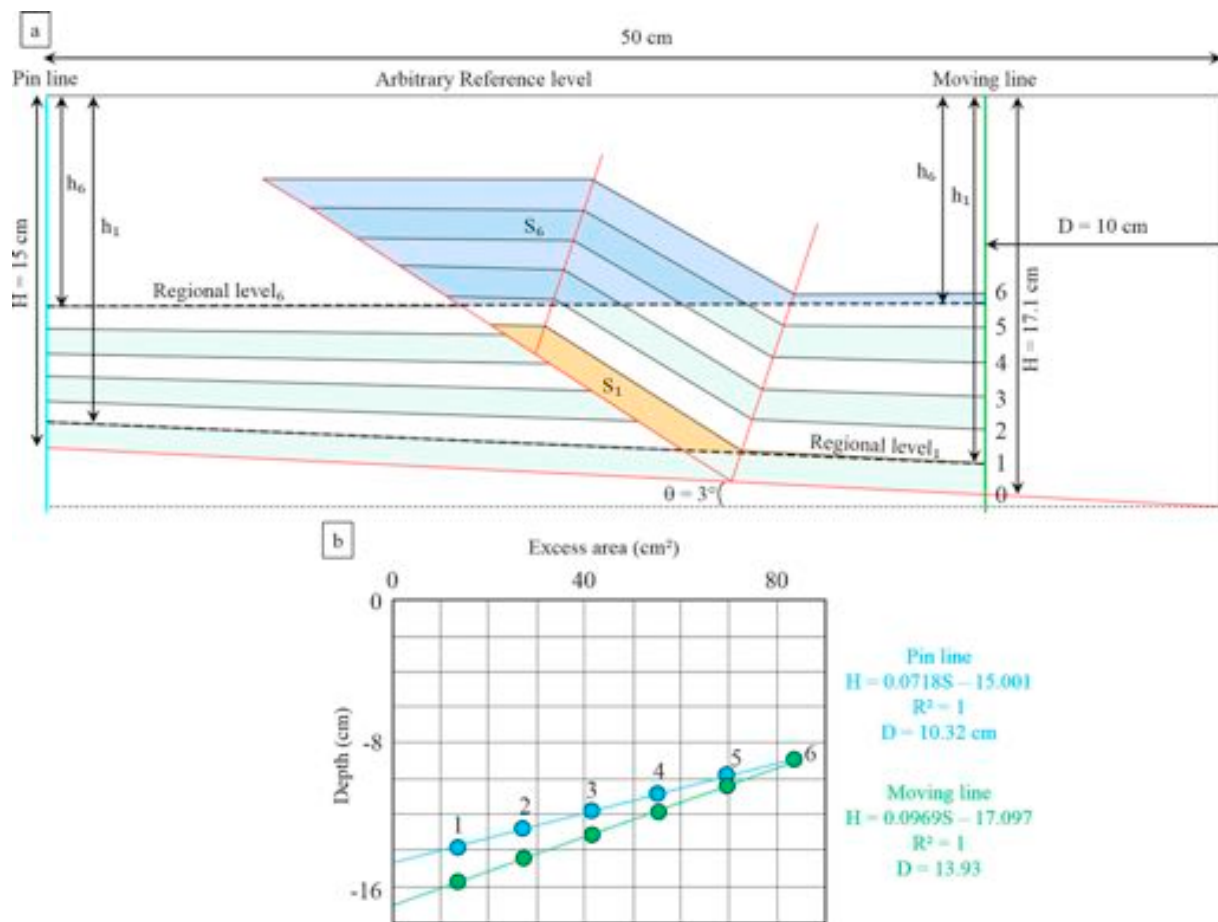 a
50 cm
Pin line
Arbitrary Reference level
Moving line
h₆
h₁
H = 15 cm
S₆
h₆
h₁
D = 10 cm
H = 17.1 cm
Regional level₆
6
5
4
3
2
1
0
S₁
Regional level₁
θ = 3°
b
Excess area (cm²)
0
40
80
0
-8
-16
Depth (cm)
1
2
3
4
5
6
Pin line
H = 0.0718S – 15.001
R² = 1
D = 10.32 cm
Moving line
H = 0.0969S – 17.097
R² = 1
D = 13.93